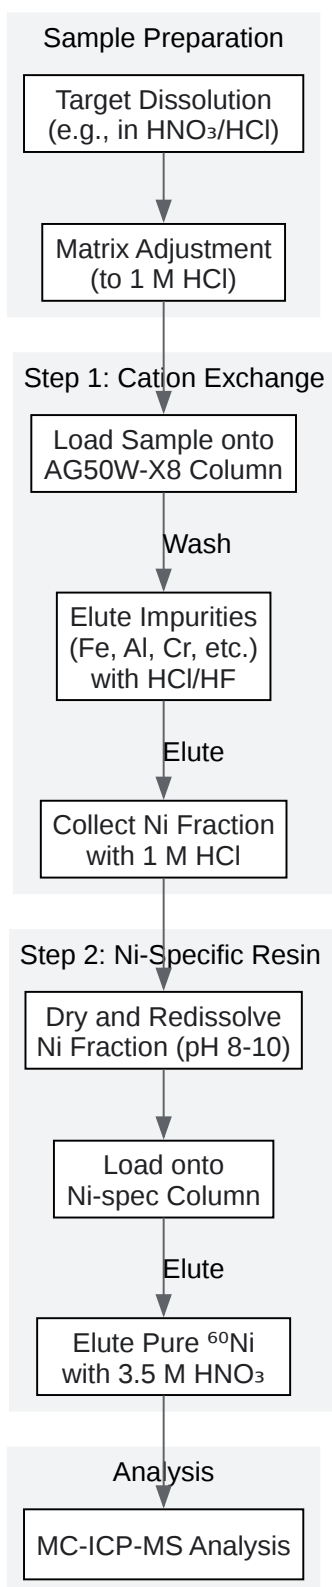 Sample Preparation
Target Dissolution
(e.g., in HNO₃/HCl)
Matrix Adjustment
(to 1 M HCl)
Step 1: Cation Exchange
Load Sample onto
AG50W-X8 Column
Wash
Elute Impurities
(Fe, Al, Cr, etc.)
with HCl/HF
Elute
Collect Ni Fraction
with 1 M HCl
Step 2: Ni-Specific Resin
Dry and Redissolve
Ni Fraction (pH 8-10)
Load onto
Ni-spec Column
Elute
Elute Pure ⁶⁰Ni
with 3.5 M HNO₃
Analysis
MC-ICP-MS Analysis